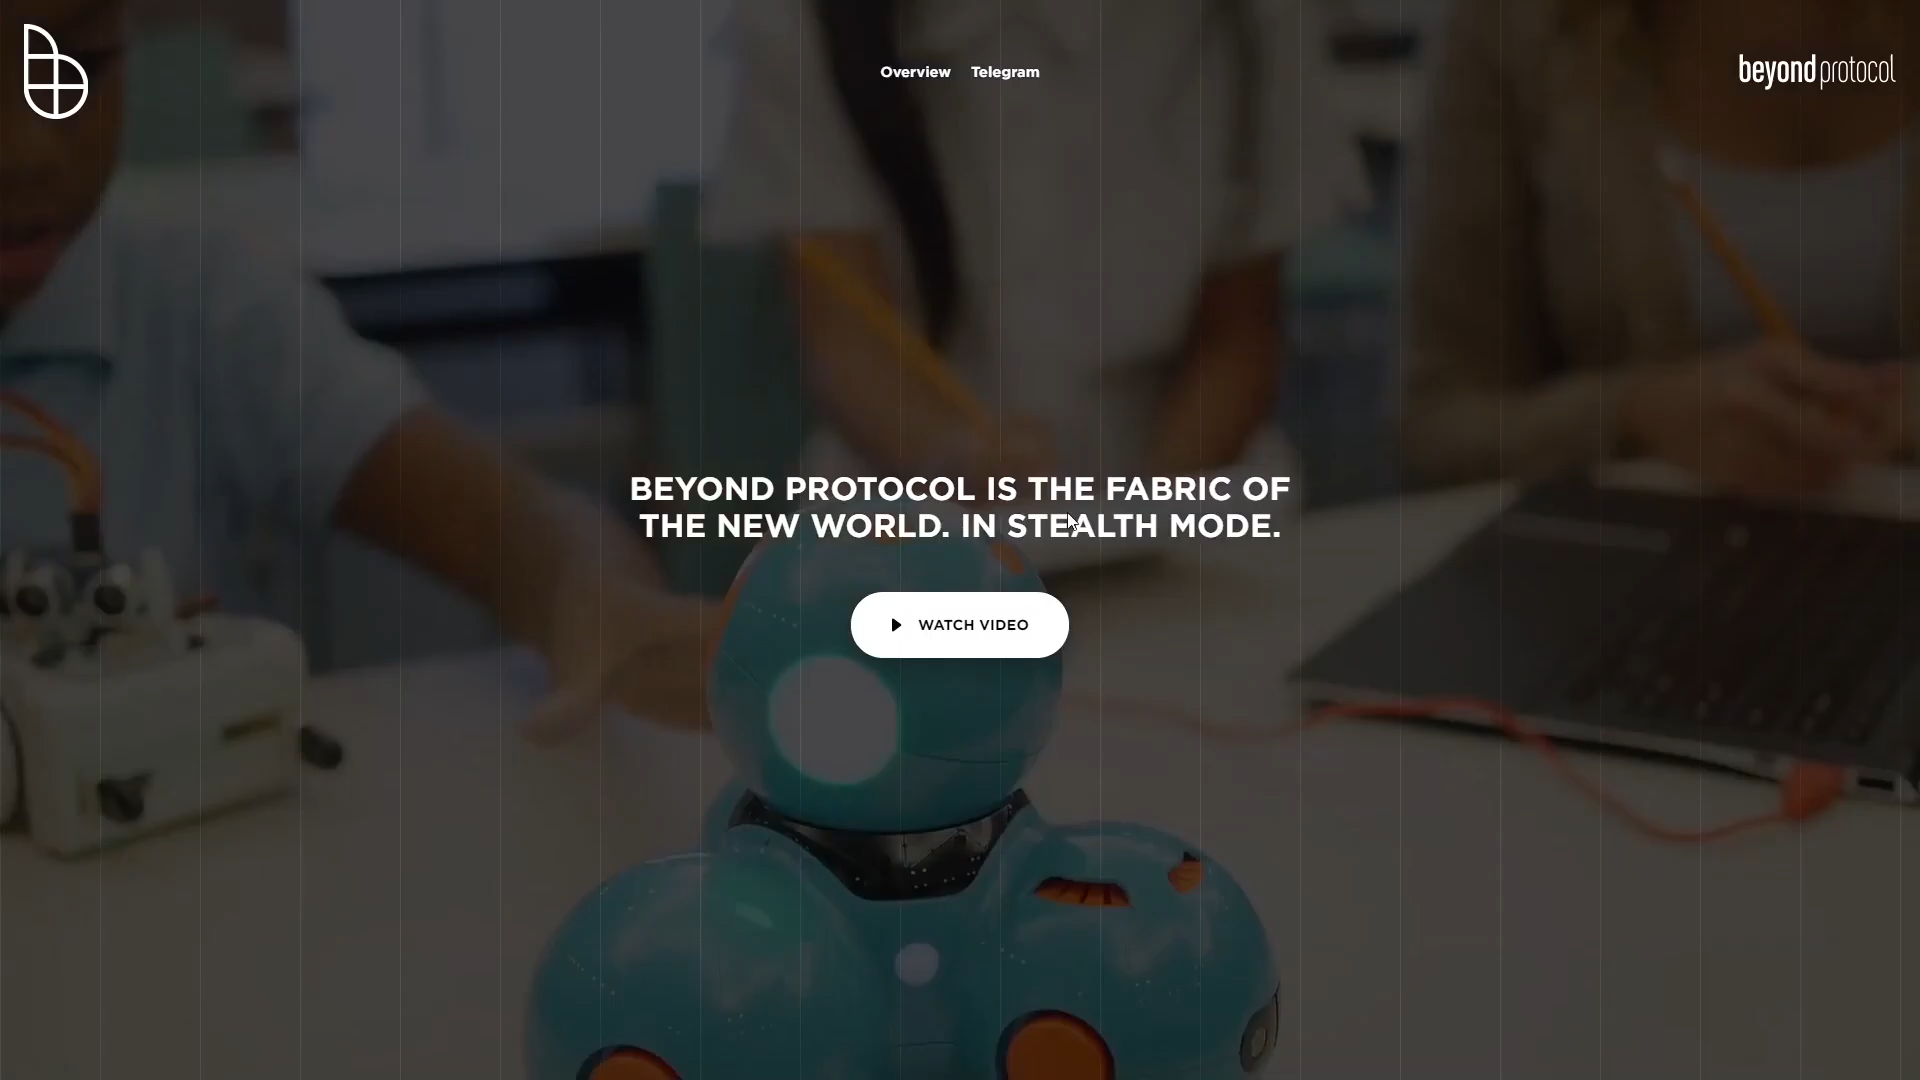 Overview Telegram
beyond protocol
BEYOND PROTOCOL IS THE FABRIC OF
THE NEW WORLD. IN STEALTH MODE.
WATCH VIDEO